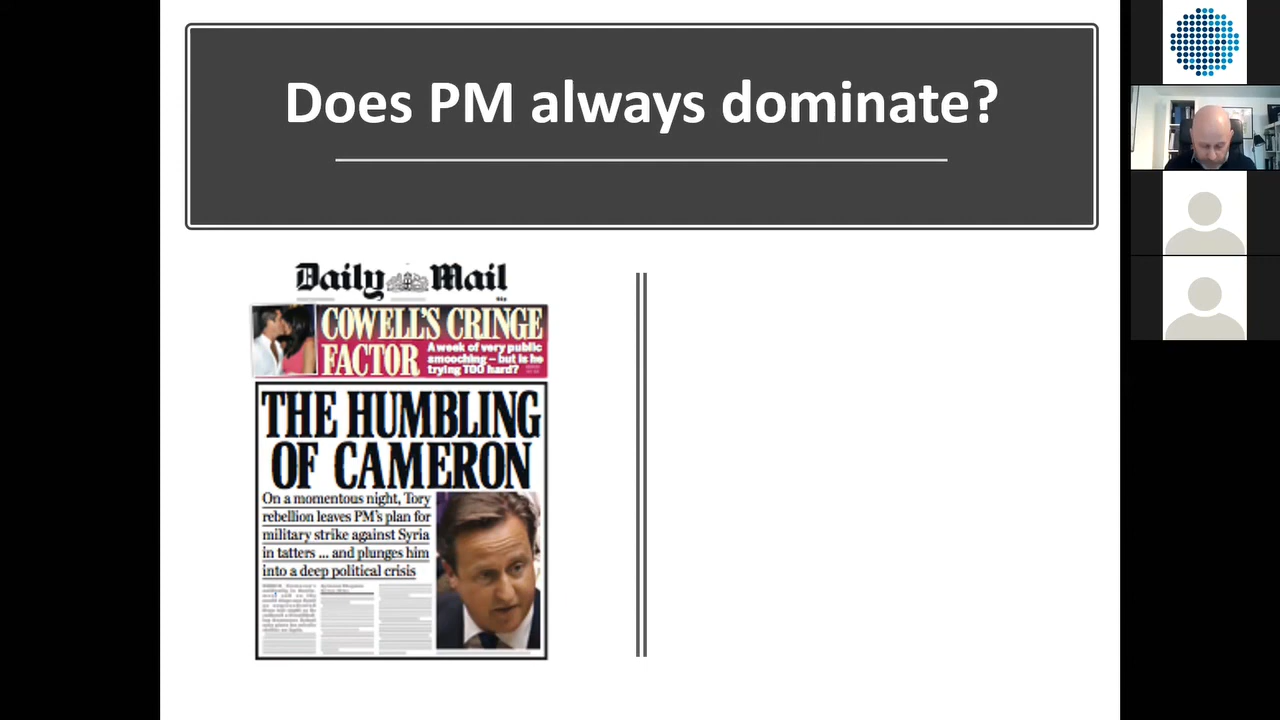 Does PM always dominate?
Daily Mail
COWELL'S CRINGE
FACTOR
A week of very public
smooching – but is he
trying TOO hard?
THE HUMBLING
OF CAMERON
On a momentous night, Tory
rebellion leaves PM's plan for
military strike against Syria
in tatters ... and plunges him
into a deep political crisis